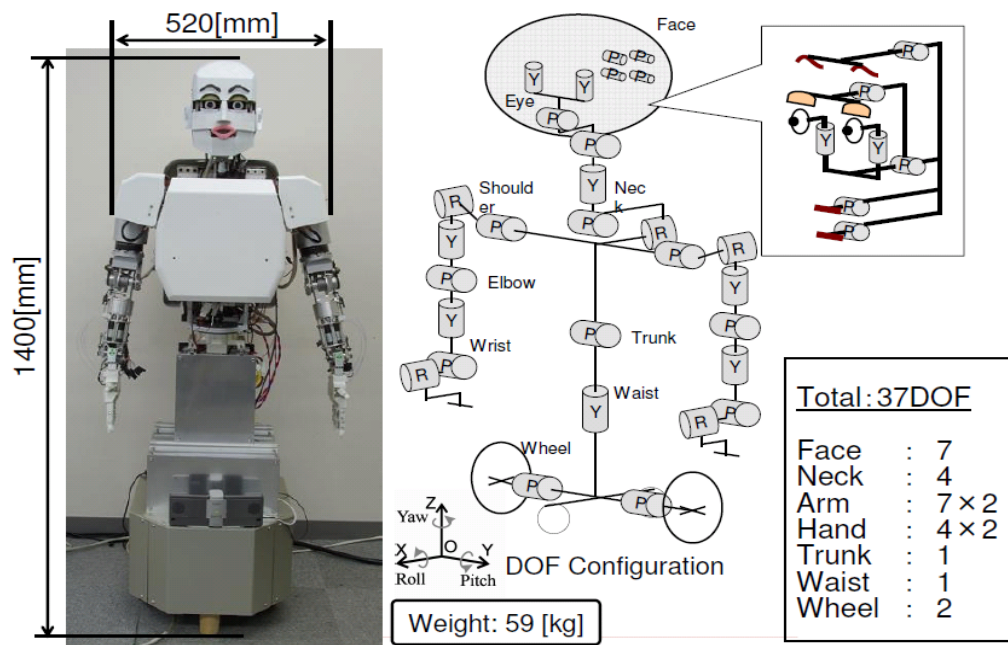 520[mm]
1400[mm]
Face
P P
P P
Y Y
Eye
P
P
Y
Neck
P
R
Shoulder
R
P
P
R
Y
Y
P
Elbow
P
Y
Y
Wrist
P
R
P
R
P
Trunk
Y
Waist
Wheel
P
P
Z
Yaw
X
O
Y
Roll
Pitch
DOF Configuration
Weight: 59 [kg]
R
P
Y
Y
R
P
P
Total:37DOF
Face : 7
Neck : 4
Arm : 7×2
Hand : 4×2
Trunk : 1
Waist : 1
Wheel : 2